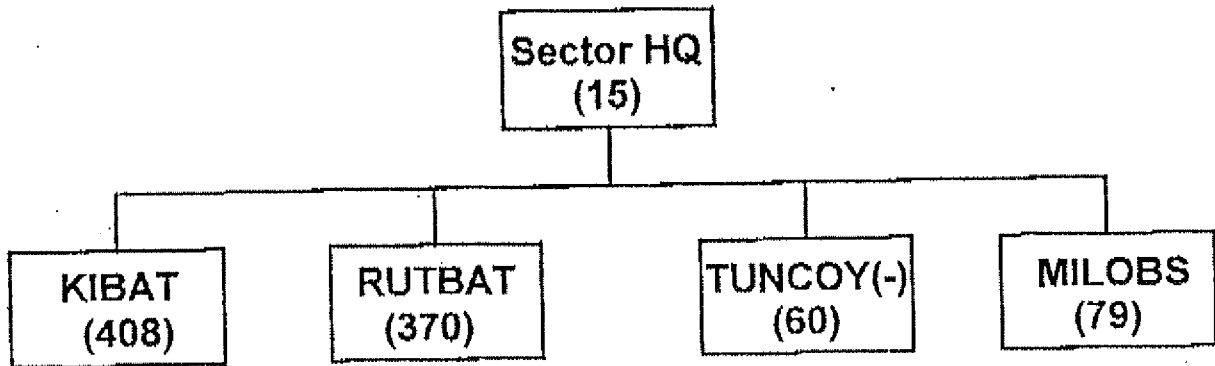 Sector HQ
(15)
KIBAT
(408)
RUTBAT
(370)
TUNCOY(-)
(60)
MILOBS
(79)